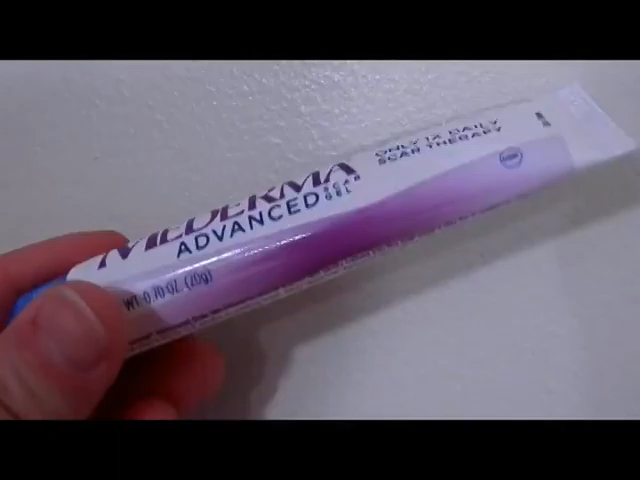 MEDERMA
ADVANCED
SCAR
GEL
ONLY 1X DAILY
SCAR THERAPY
WT 0.70 OZ. (20g)